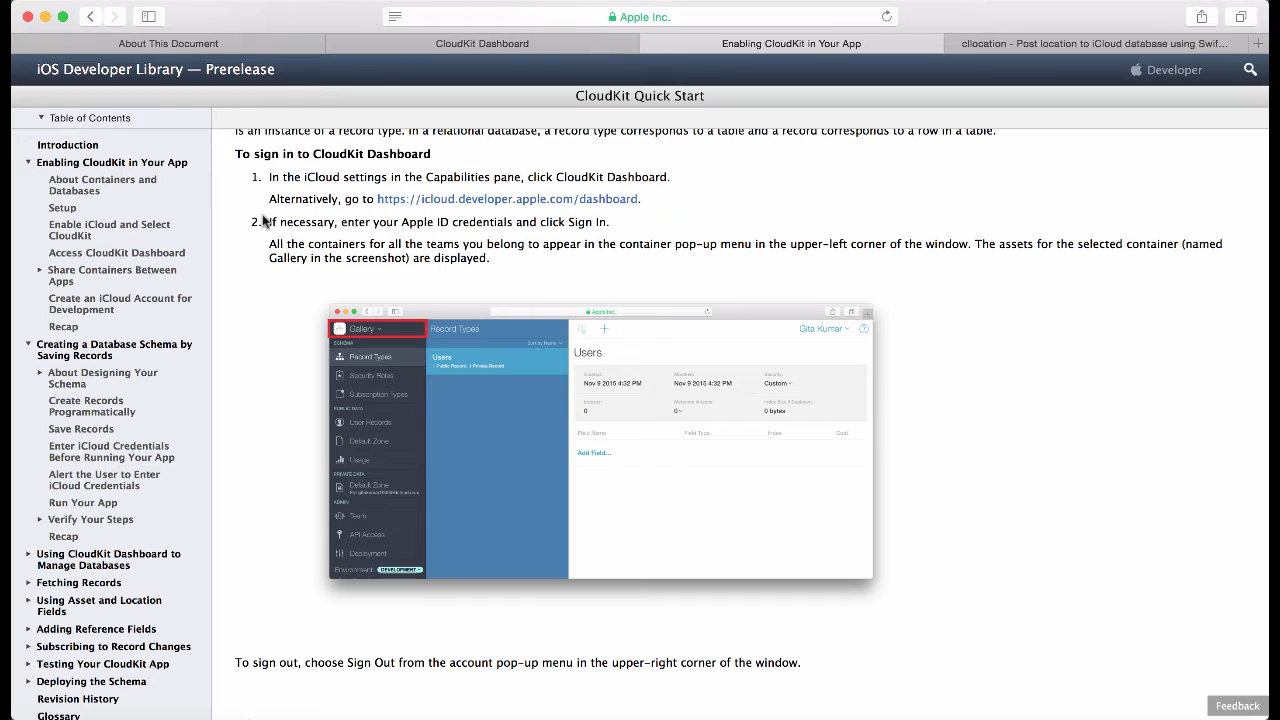 Apple Inc.
About This Document
CloudKit Dashboard
Enabling CloudKit in Your App
cllocation - Post location to iCloud database using Swif...
iOS Developer Library — Prerelease
Developer
CloudKit Quick Start
Table of Contents
Introduction
Enabling CloudKit in Your App
About Containers and
Databases
Setup
Enable iCloud and Select
CloudKit
Access CloudKit Dashboard
Share Containers Between
Apps
Create an iCloud Account for
Development
Recap
Creating a Database Schema by
Saving Records
About Designing Your
Schema
Create Records
Programmatically
Save Records
Enter iCloud Credentials
Before Running Your App
Alert the User to Enter
iCloud Credentials
Run Your App
Verify Your Steps
Recap
Using CloudKit Dashboard to
Manage Databases
Fetching Records
Using Asset and Location
Fields
Adding Reference Fields
Subscribing to Record Changes
Testing Your CloudKit App
Deploying the Schema
Revision History
Glossary
is an instance of a record type. In a relational database, a record type corresponds to a table and a record corresponds to a row in a table.
To sign in to CloudKit Dashboard
1. In the iCloud settings in the Capabilities pane, click CloudKit Dashboard.
Alternatively, go to https://icloud.developer.apple.com/dashboard.
2. If necessary, enter your Apple ID credentials and click Sign In.
All the containers for all the teams you belong to appear in the container pop-up menu in the upper-left corner of the window. The assets for the selected container (named
Gallery in the screenshot) are displayed.
Apple Inc.
Gallery
Record Types
Gita Kumar
?
SCHEMA
Record Types
Security Roles
Subscription Types
PUBLIC DATA
User Records
Default Zone
Usage
PRIVATE DATA
Default Zone
ADMIN
Team
API Access
Deployment
Environment: DEVELOPMENT
Sort by Name
Users
1 Public Record, 1 Private Record
Users
Created: Modified: Security:
Nov 9 2015 4:32 PM Nov 9 2015 4:32 PM Custom
Indexes: Metadata Indexes:
0 0 0 bytes
Field Name Field Type Index Cost
Add Field...
To sign out, choose Sign Out from the account pop-up menu in the upper-right corner of the window.
Feedback